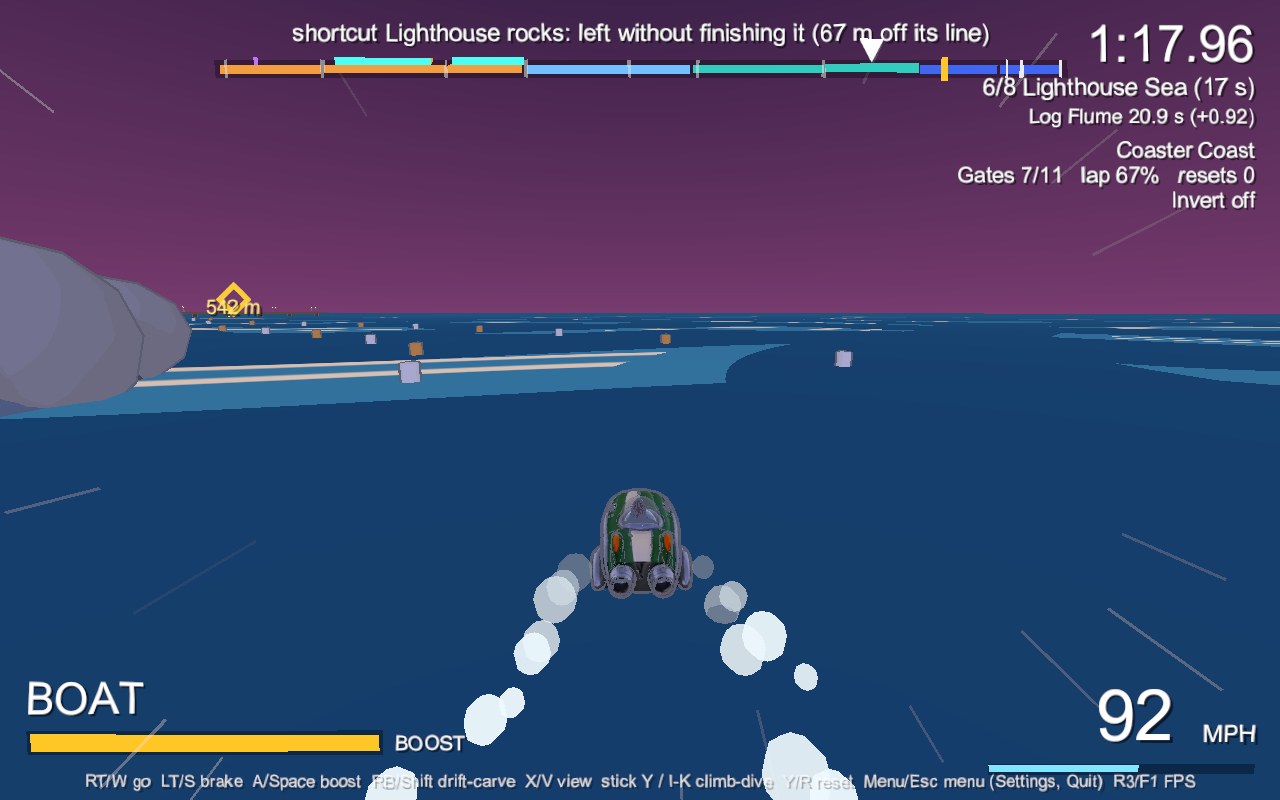 shortcut Lighthouse rocks: left without finishing it (67 m off its line)
1:17.96
6/8 Lighthouse Sea (17 s)
Log Flume 20.9 s (+0.92)
Coaster Coast
Gates 7/11 lap 67% resets 0
Invert off
542 m
BOAT
BOOST
92 MPH
RT/W go LT/S brake A/Space boost RB/Shift drift-carve X/V view stick Y / I-K climb-dive Y/R reset Menu/Esc menu (Settings, Quit) R3/F1 FPS